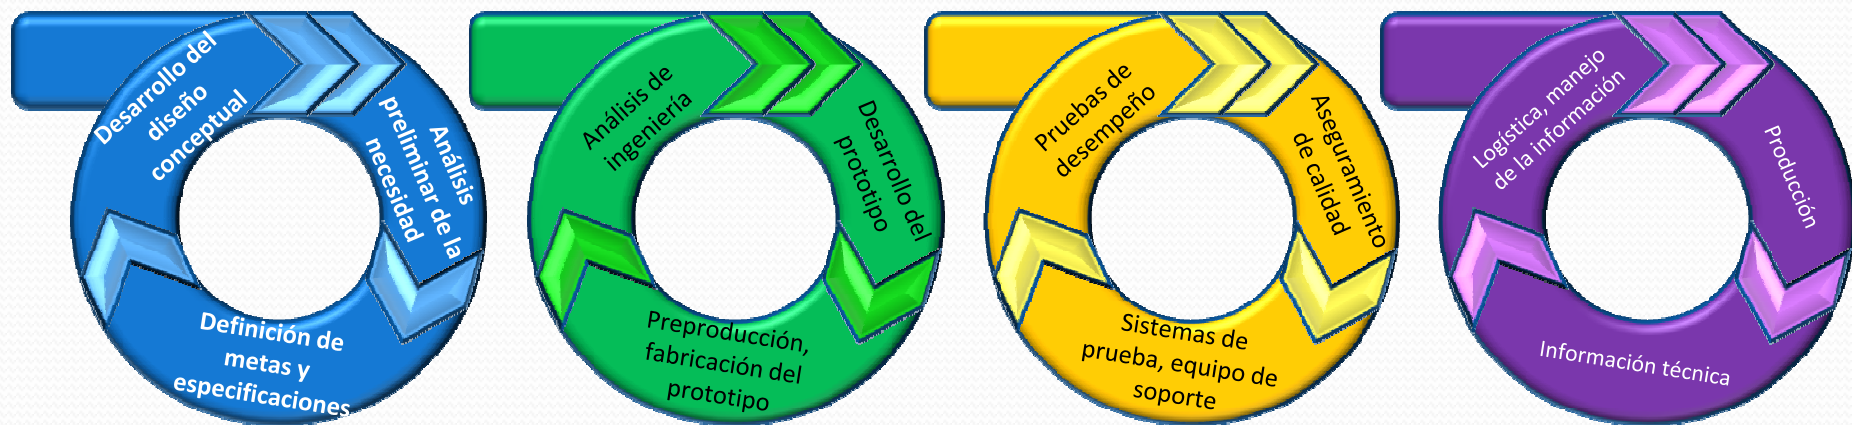 Desarrollo del
diseño
conceptual
Análisis
preliminar de la
necesidad
Definición de
metas y
especificaciones
Análisis de
ingeniería
Desarrollo del
prototipo
Preproducción,
fabricación del
prototipo
Pruebas de
desempeño
Aseguramiento
de calidad
Sistemas de
prueba, equipo de
soporte
Logística, manejo
de la información
Producción
Información técnica